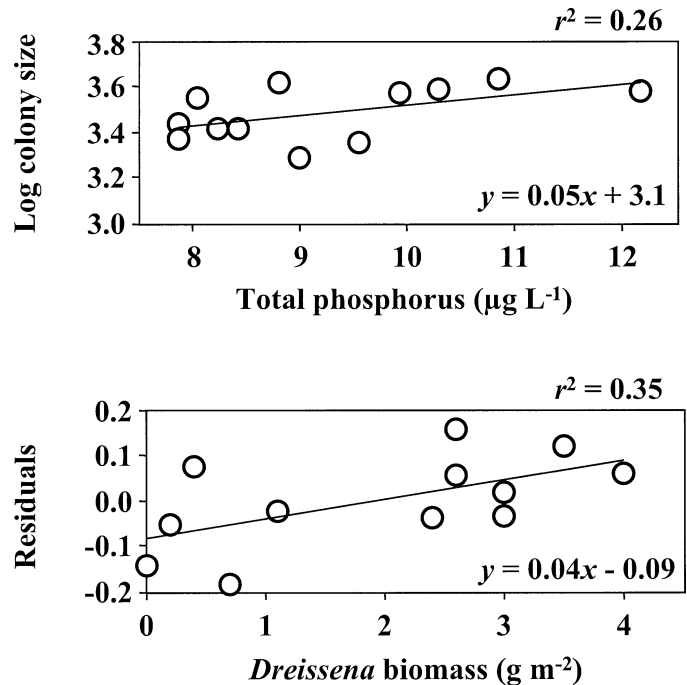 r² = 0.26
3.8
3.6
3.4
3.2
3.0
Log colony size
y = 0.05x + 3.1
8 9 10 11 12
Total phosphorus (µg L⁻¹)
r² = 0.35
0.2
0.1
0.0
-0.1
-0.2
Residuals
y = 0.04x - 0.09
0 1 2 3 4
Dreissena biomass (g m⁻²)